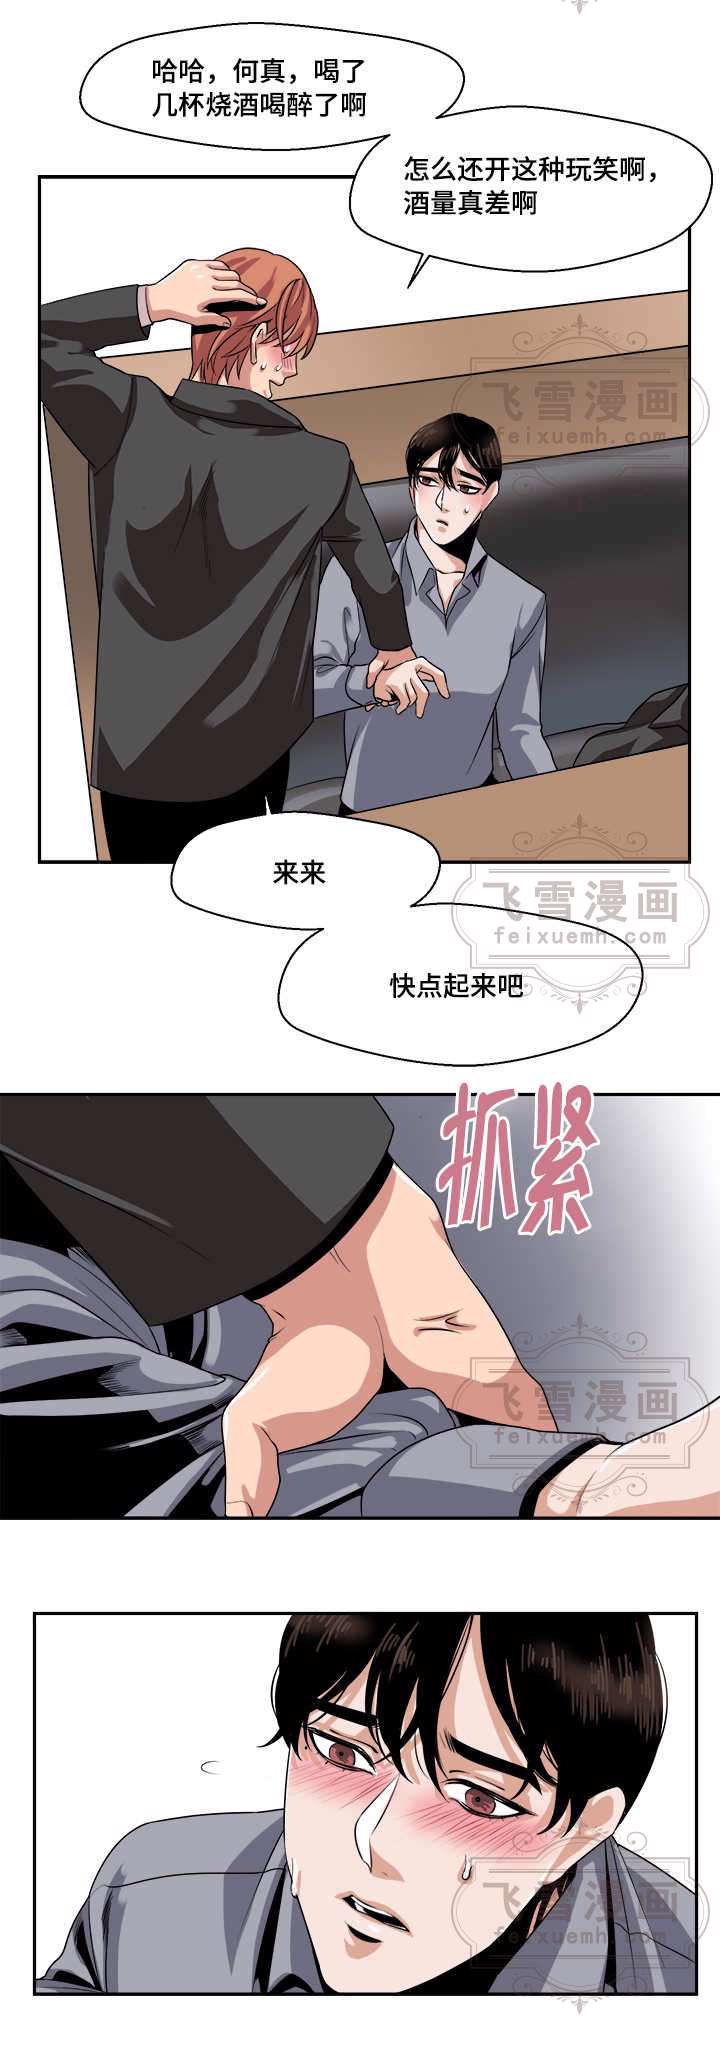 哈哈，何真，喝了
几杯烧酒喝醉了啊
怎么还开这种玩笑啊，
酒量真差啊
飞雪漫画
feixuemh.com
来来
飞雪漫画
feixuemh.com
快点起来吧
抓紧
飞雪漫画
feixuemh.com
飞雪漫画
feixuemh.com